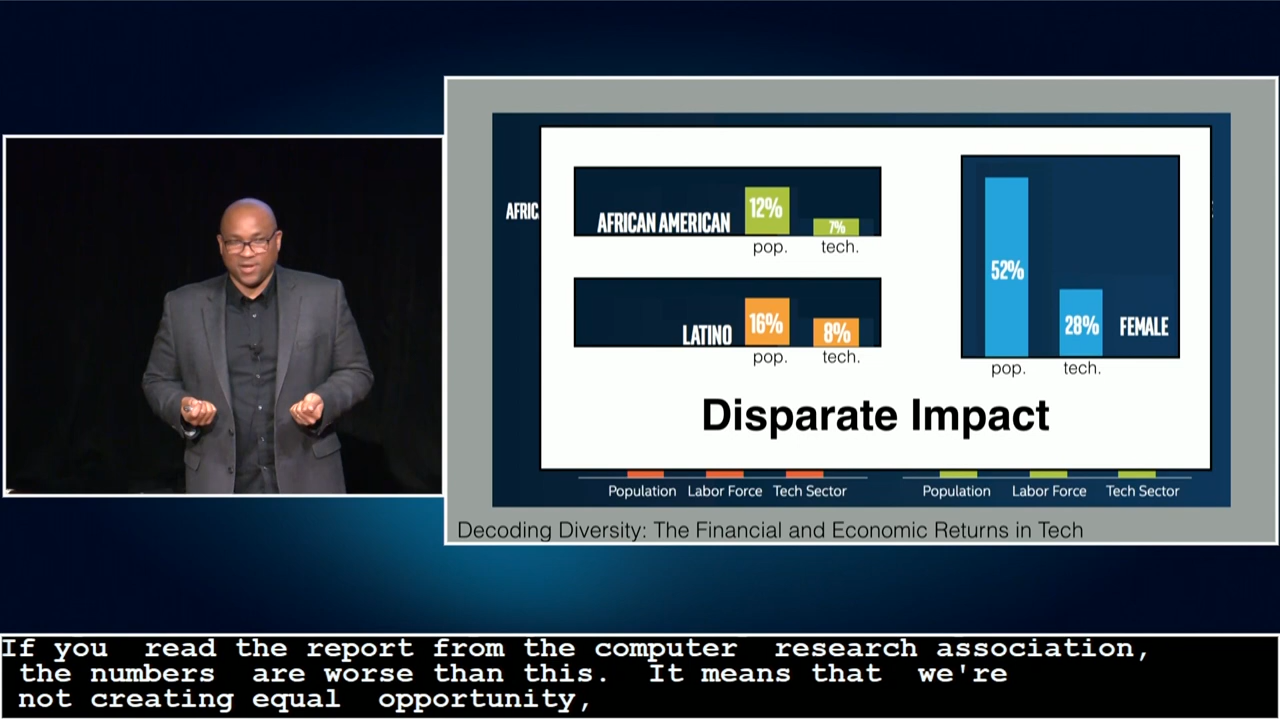 AFRIC
AFRICAN AMERICAN
12%
7%
pop.
tech.
LATINO
16%
8%
pop.
tech.
52%
28%
FEMALE
pop.
tech.
Disparate Impact
Population Labor Force Tech Sector
Population Labor Force Tech Sector
Decoding Diversity: The Financial and Economic Returns in Tech
If you read the report from the computer research association,
the numbers are worse than this. It means that we're
not creating equal opportunity,